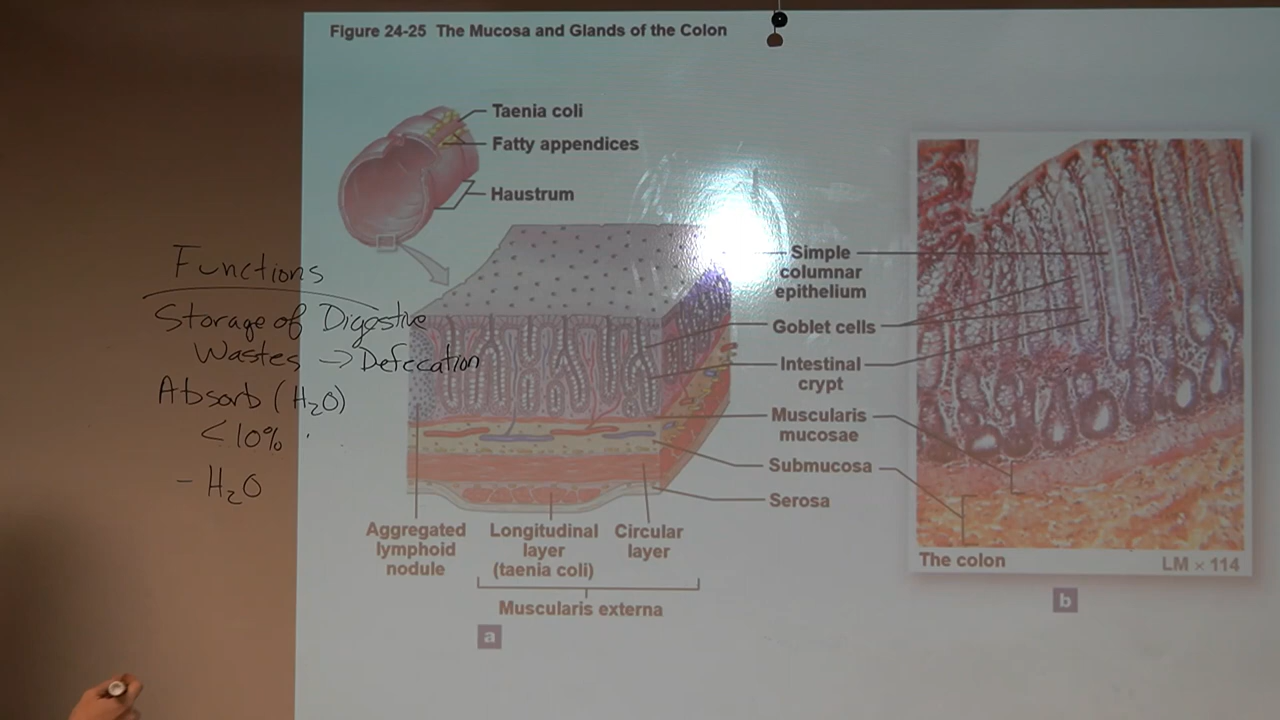 Figure 24-25 The Mucosa and Glands of the Colon
Taenia coli
Fatty appendices
Haustrum
Functions
Storage of Digestive
Wastes → Defecation
Absorb (H₂O)
<10%
- H₂O
Simple
columnar
epithelium
Goblet cells
Intestinal
crypt
Muscularis
mucosae
Submucosa
Serosa
Aggregated
lymphoid
nodule
Longitudinal
layer
(taenia coli)
Circular
layer
Muscularis externa
a
The colon
LM × 114
b